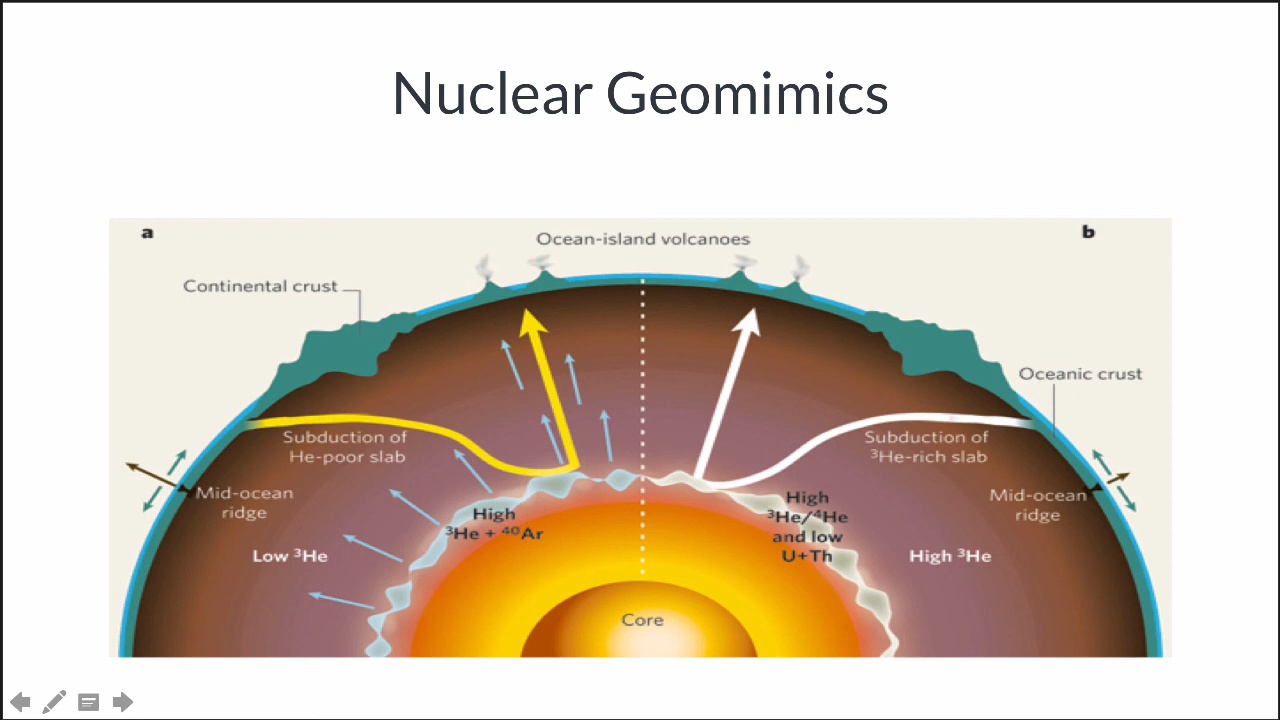 Nuclear Geomimics
a
b
Ocean-island volcanoes
Continental crust
Oceanic crust
Subduction of
He-poor slab
Subduction of
³He-rich slab
Mid-ocean
ridge
Mid-ocean
ridge
High
³He + ⁴⁰Ar
High
³He/⁴He
and low
U+Th
Low ³He
High ³He
Core